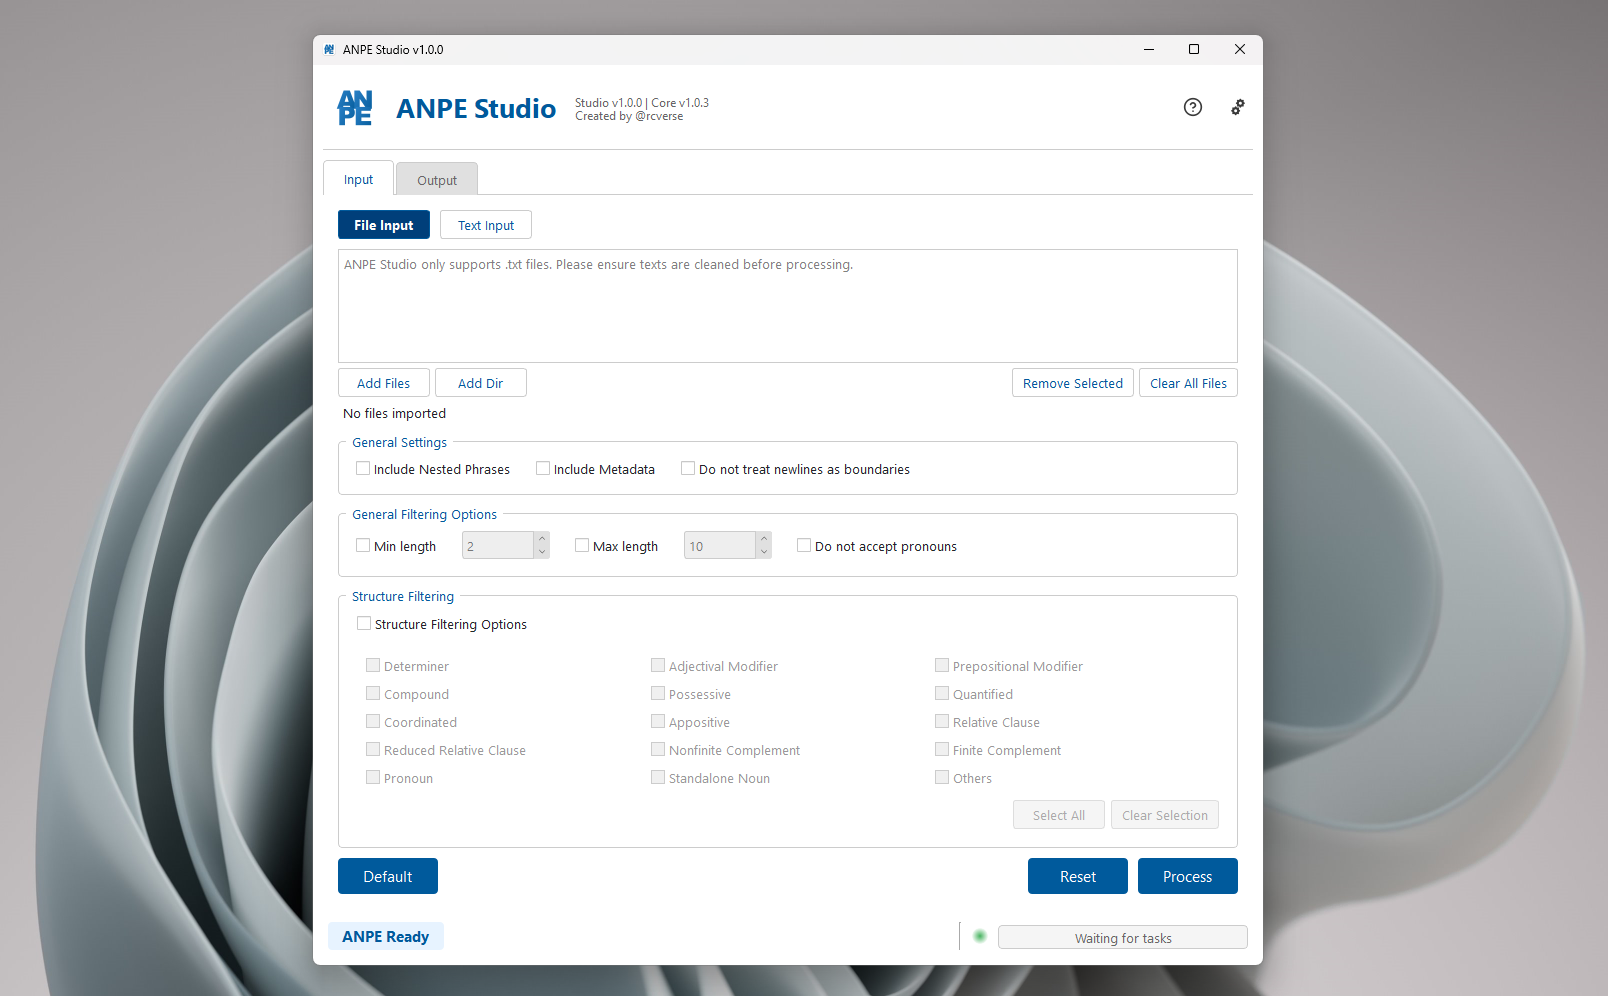 ANPE Studio v1.0.0
ANPE
ANPE Studio
Studio v1.0.0 | Core v1.0.3
Created by @rcverse
Input
Output
File Input
Text Input
ANPE Studio only supports .txt files. Please ensure texts are cleaned before processing.
Add Files
Add Dir
Remove Selected
Clear All Files
No files imported
General Settings
Include Nested Phrases
Include Metadata
Do not treat newlines as boundaries
General Filtering Options
Min length
2
Max length
10
Do not accept pronouns
Structure Filtering
Structure Filtering Options
Determiner
Adjectival Modifier
Prepositional Modifier
Compound
Possessive
Quantified
Coordinated
Appositive
Relative Clause
Reduced Relative Clause
Nonfinite Complement
Finite Complement
Pronoun
Standalone Noun
Others
Select All
Clear Selection
Default
Reset
Process
ANPE Ready
Waiting for tasks